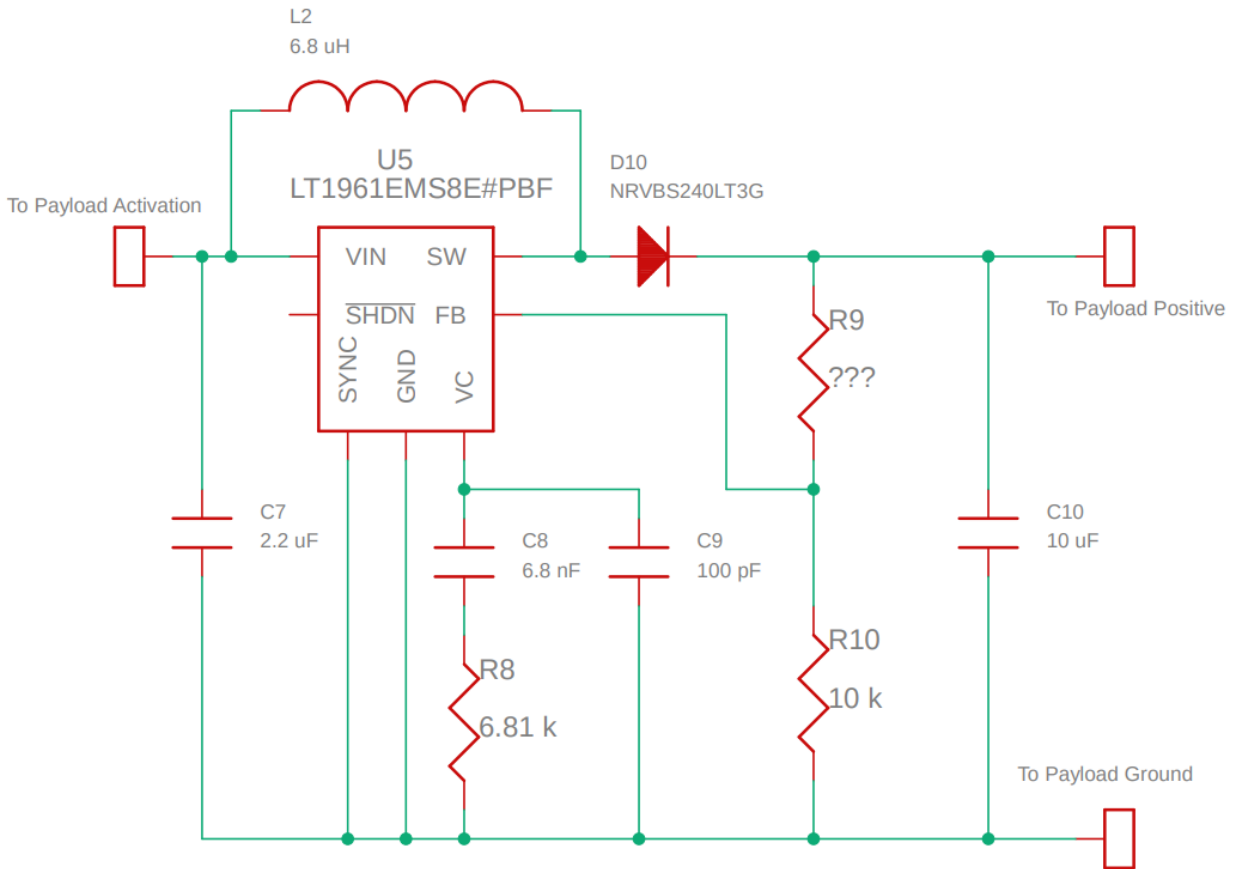 L2
6.8 uH
U5
LT1961EMS8E#PBF
D10
NRVBS240LT3G
To Payload Activation
VIN
SW
SHDN
FB
SYNC
GND
VC
To Payload Positive
R9
???
C7
2.2 uF
C8
6.8 nF
C9
100 pF
C10
10 uF
R8
6.81 k
R10
10 k
To Payload Ground